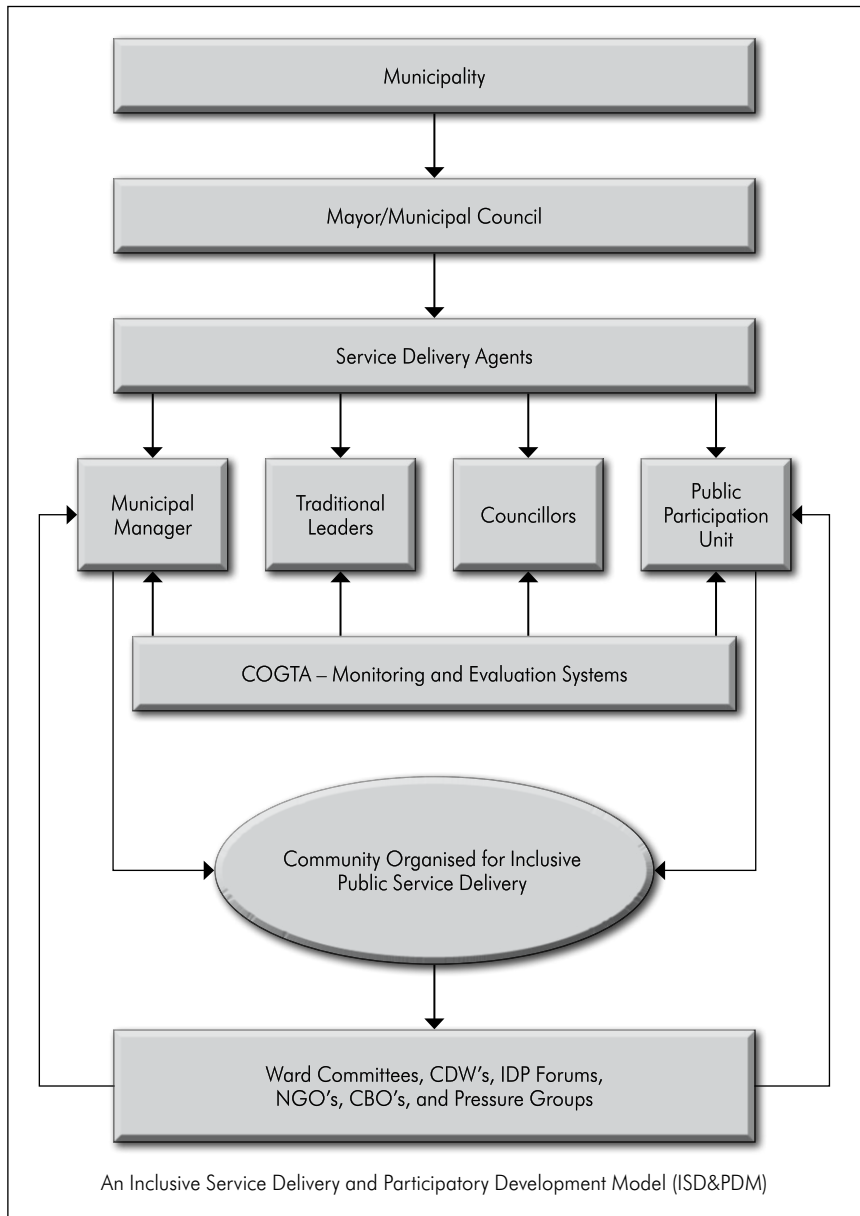 Municipality
Mayor/Municipal Council
Service Delivery Agents
Municipal
Manager
Traditional
Leaders
Councillors
Public
Participation
Unit
COGTA – Monitoring and Evaluation Systems
Community Organised for Inclusive
Public Service Delivery
Ward Committees, CDW's, IDP Forums,
NGO's, CBO's, and Pressure Groups
An Inclusive Service Delivery and Participatory Development Model (ISD&PDM)